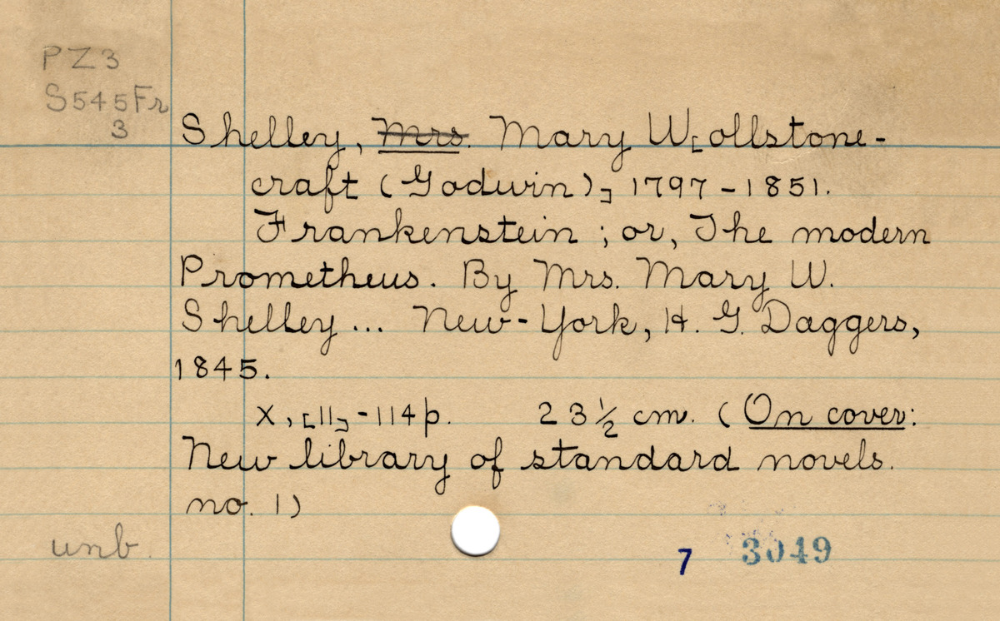 PZ3
S545Fr
3
Shelley, Mrs. Mary W[ollstone-
craft (Godwin)] 1797-1851.
Frankenstein; or, The modern
Prometheus. By Mrs. Mary W.
Shelley... New-York, H. G. Daggers,
1845.
x, [11]-114 p. 23½ cm. (On cover:
New library of standard novels.
no. 1)
unb.
7 3049